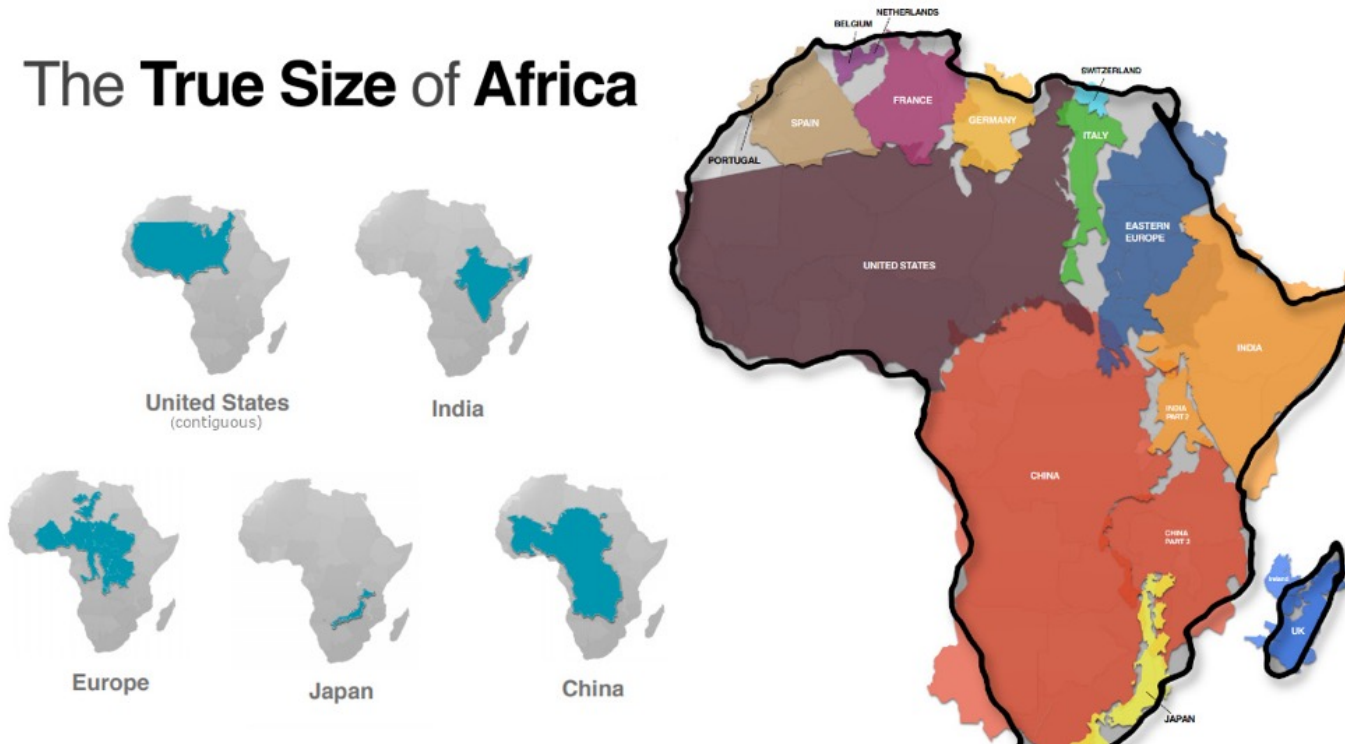 The True Size of Africa
United States
(contiguous)
India
Europe
Japan
China
BELGIUM
NETHERLANDS
SWITZERLAND
SPAIN
FRANCE
GERMANY
ITALY
PORTUGAL
EASTERN
EUROPE
UNITED STATES
INDIA
INDIA
PART 2
CHINA
CHINA
PART 2
Ireland
UK
JAPAN